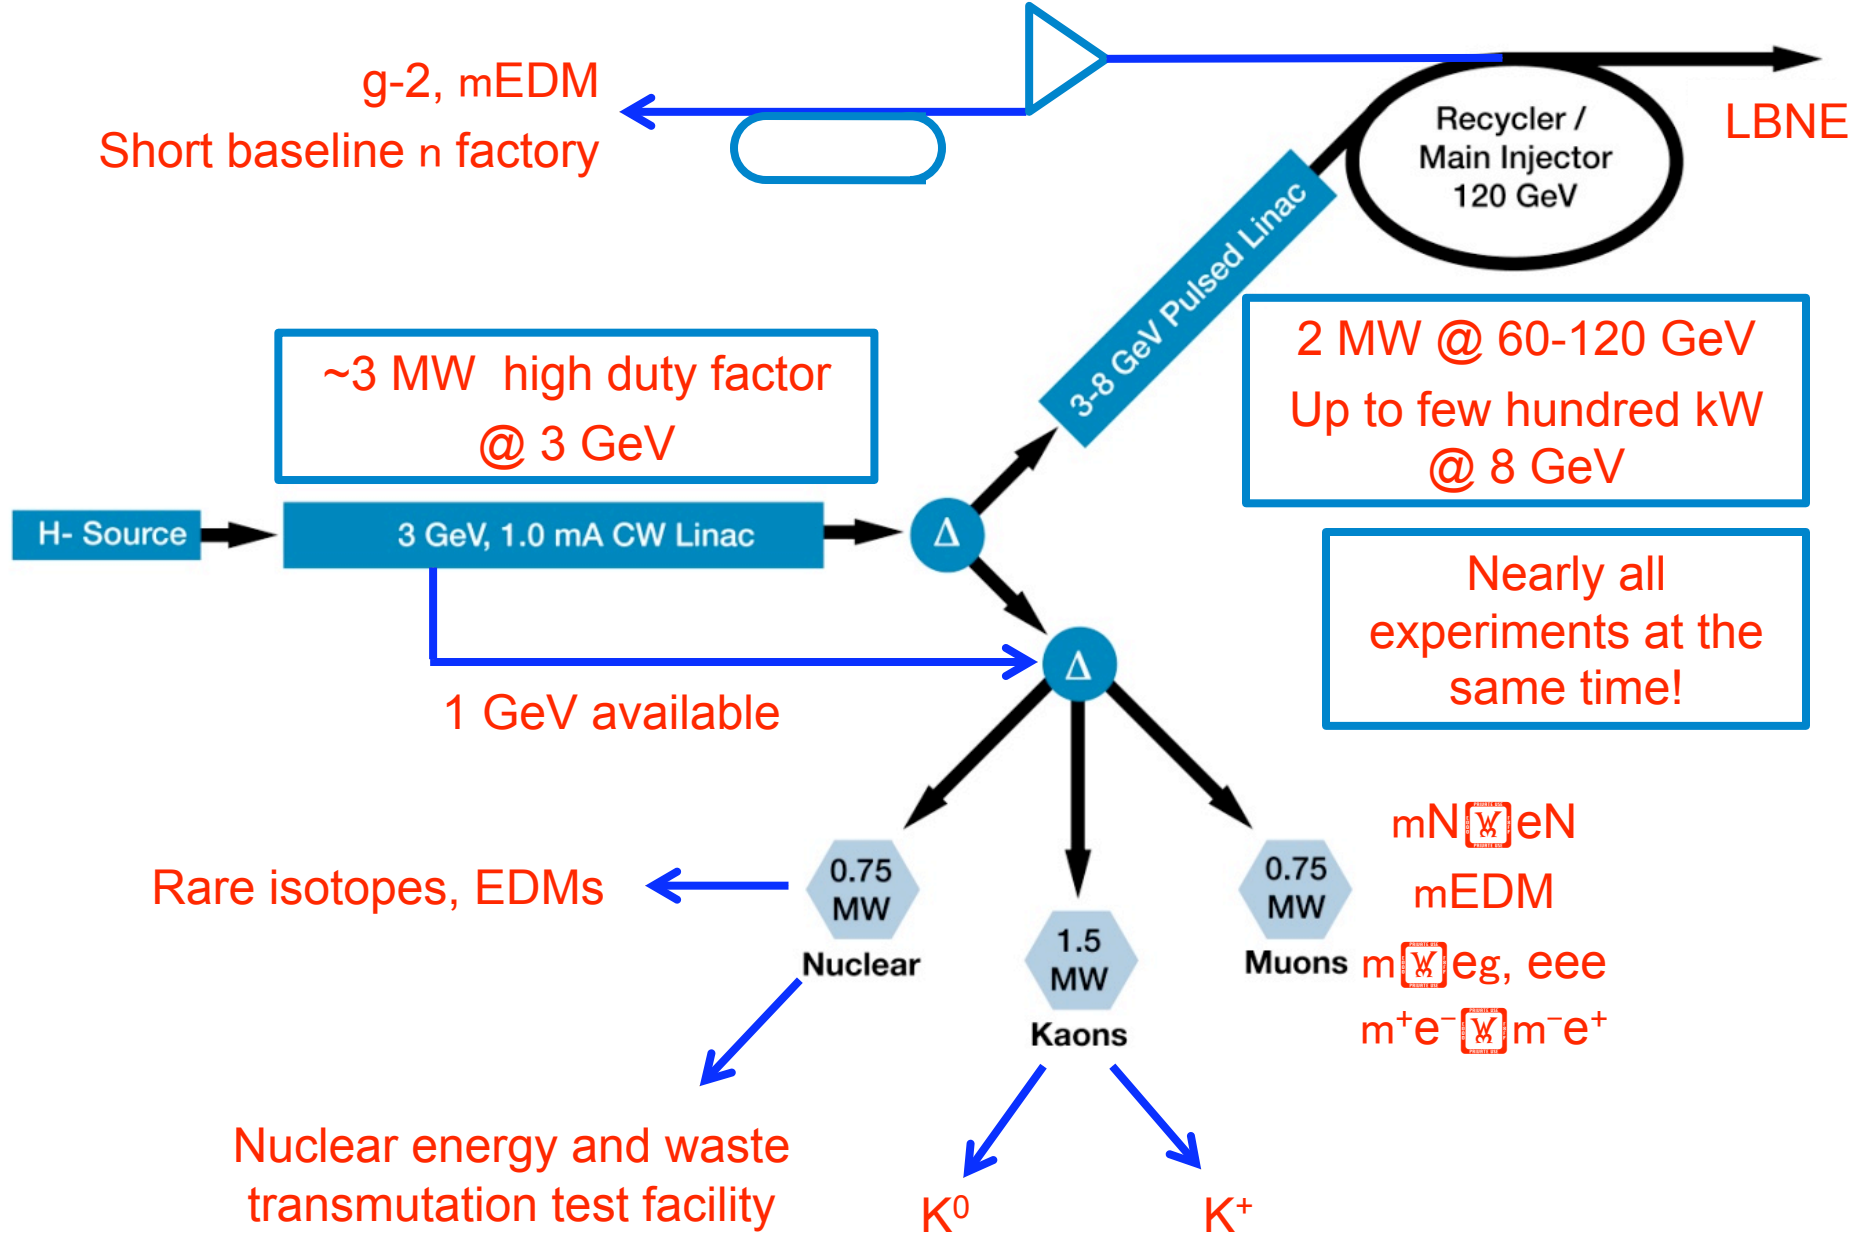 g-2, mEDM
Short baseline n factory
Recycler /
Main Injector
120 GeV
LBNE
3-8 GeV Pulsed Linac
~3 MW high duty factor
@ 3 GeV
2 MW @ 60-120 GeV
Up to few hundred kW
@ 8 GeV
H- Source
3 GeV, 1.0 mA CW Linac
Δ
Nearly all
experiments at the
same time!
Δ
1 GeV available
Rare isotopes, EDMs
0.75
MW
Nuclear
1.5
MW
Kaons
0.75
MW
Muons
mN eN
mEDM
m eg, eee
m⁺e⁻ m⁻e⁺
Nuclear energy and waste
transmutation test facility
K⁰
K⁺